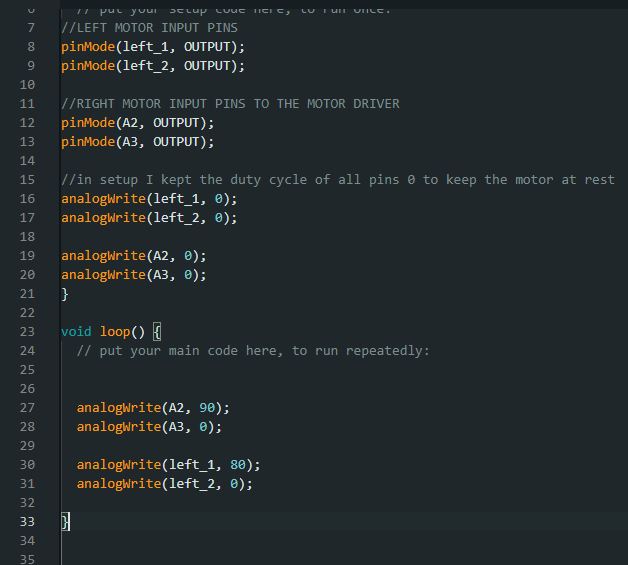 // put your setup code here, to run once:
7 //LEFT MOTOR INPUT PINS
8 pinMode(left_1, OUTPUT);
9 pinMode(left_2, OUTPUT);
10
11 //RIGHT MOTOR INPUT PINS TO THE MOTOR DRIVER
12 pinMode(A2, OUTPUT);
13 pinMode(A3, OUTPUT);
14
15 //in setup I kept the duty cycle of all pins 0 to keep the motor at rest
16 analogWrite(left_1, 0);
17 analogWrite(left_2, 0);
18
19 analogWrite(A2, 0);
20 analogWrite(A3, 0);
21 }
22
23 void loop() {
24 // put your main code here, to run repeatedly:
25
26
27 analogWrite(A2, 90);
28 analogWrite(A3, 0);
29
30 analogWrite(left_1, 80);
31 analogWrite(left_2, 0);
32
33 }
34
35